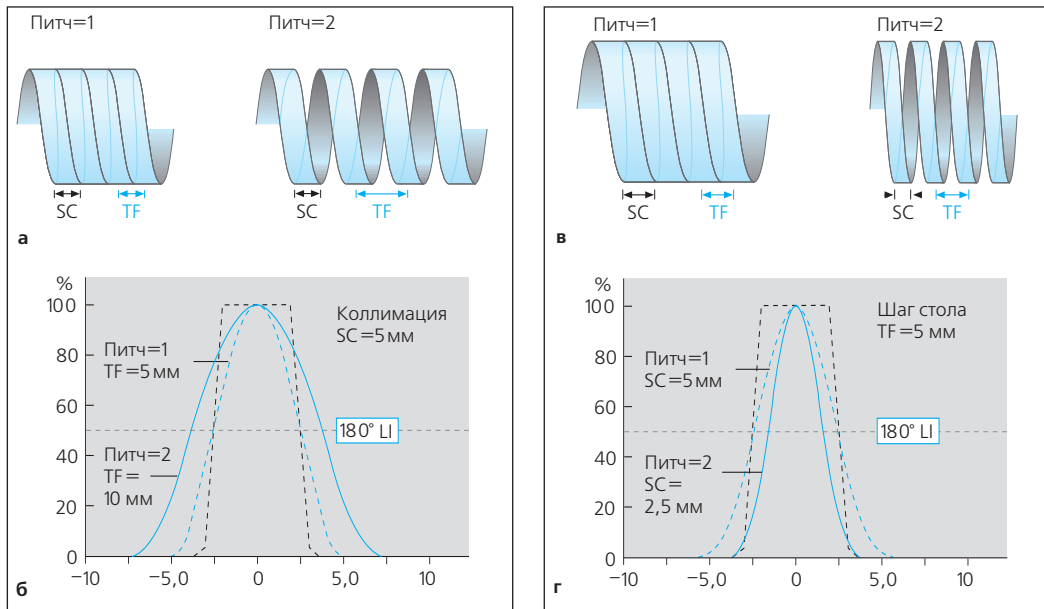 Питч=1
Питч=2
SC
TF
SC
TF
а
%
100
80
60
40
20
0
Коллимация
SC=5 мм
Питч=1
TF=5 мм
180° LI
Питч=2
TF=
10 мм
−10
−5,0
0
5,0
10
б
Питч=1
Питч=2
SC
TF
SC
TF
в
%
100
80
60
40
20
0
Шаг стола
TF=5 мм
Питч=1
SC=5 мм
180° LI
Питч=2
SC=
2,5 мм
−10
−5,0
0
5,0
10
г